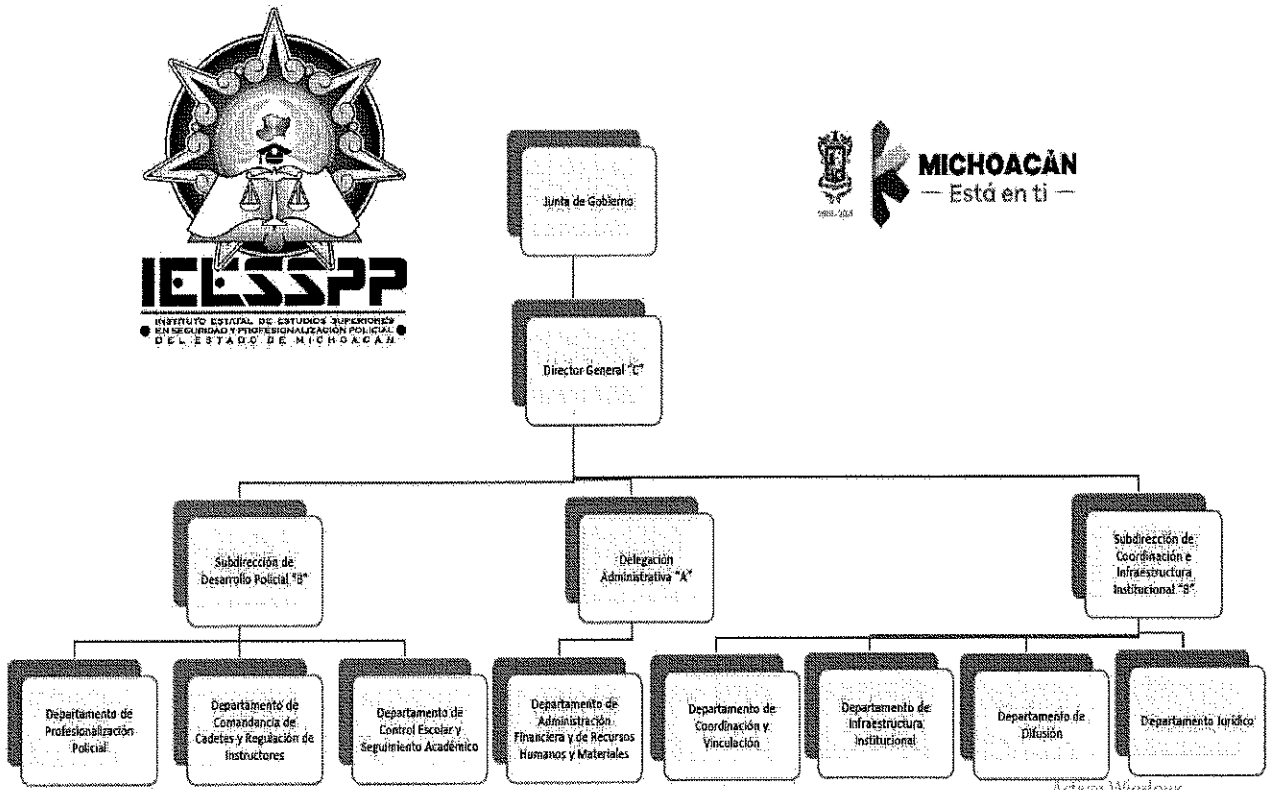 IEESSPP
INSTITUTO ESTATAL DE ESTUDIOS SUPERIORES
EN SEGURIDAD Y PROFESIONALIZACIÓN POLICIAL
DEL ESTADO DE MICHOACÁN
MICHOACÁN
— Está en ti —
Junta de Gobierno
Director General "C"
Subdirección de
Desarrollo Policial "B"
Delegación
Administrativa "A"
Subdirección de
Coordinación e
Infraestructura
Institucional "B"
Departamento de
Profesionalización
Policial
Departamento de
Comandancia de
Cadetes y Regulación de
Instructores
Departamento de
Control Escolar y
Seguimiento Académico
Departamento de
Administración
Financiera y de Recursos
Humanos y Materiales
Departamento de
Coordinación y
Vinculación
Departamento de
Infraestructura
Institucional
Departamento de
Difusión
Departamento Jurídico